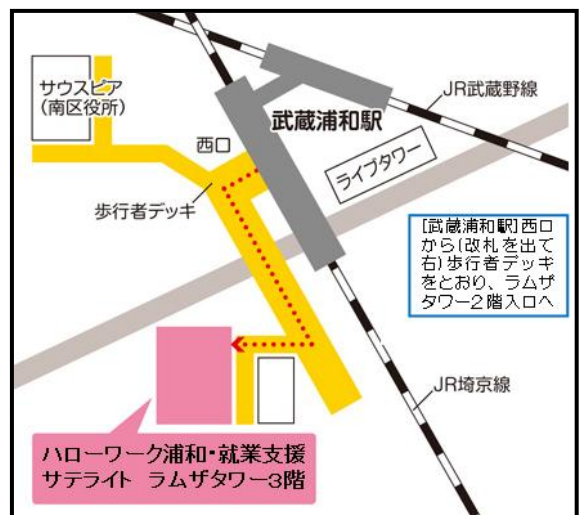 サウスピア
(南区役所)
JR武蔵野線
武蔵浦和駅
西口
ライブタワー
歩行者デッキ
[武蔵浦和駅]西口
から(改札を出て
右)歩行者デッキ
をとおり、ラムザ
タワー2階入口へ
JR埼京線
ハローワーク浦和・就業支援
サテライト ラムザタワー3階